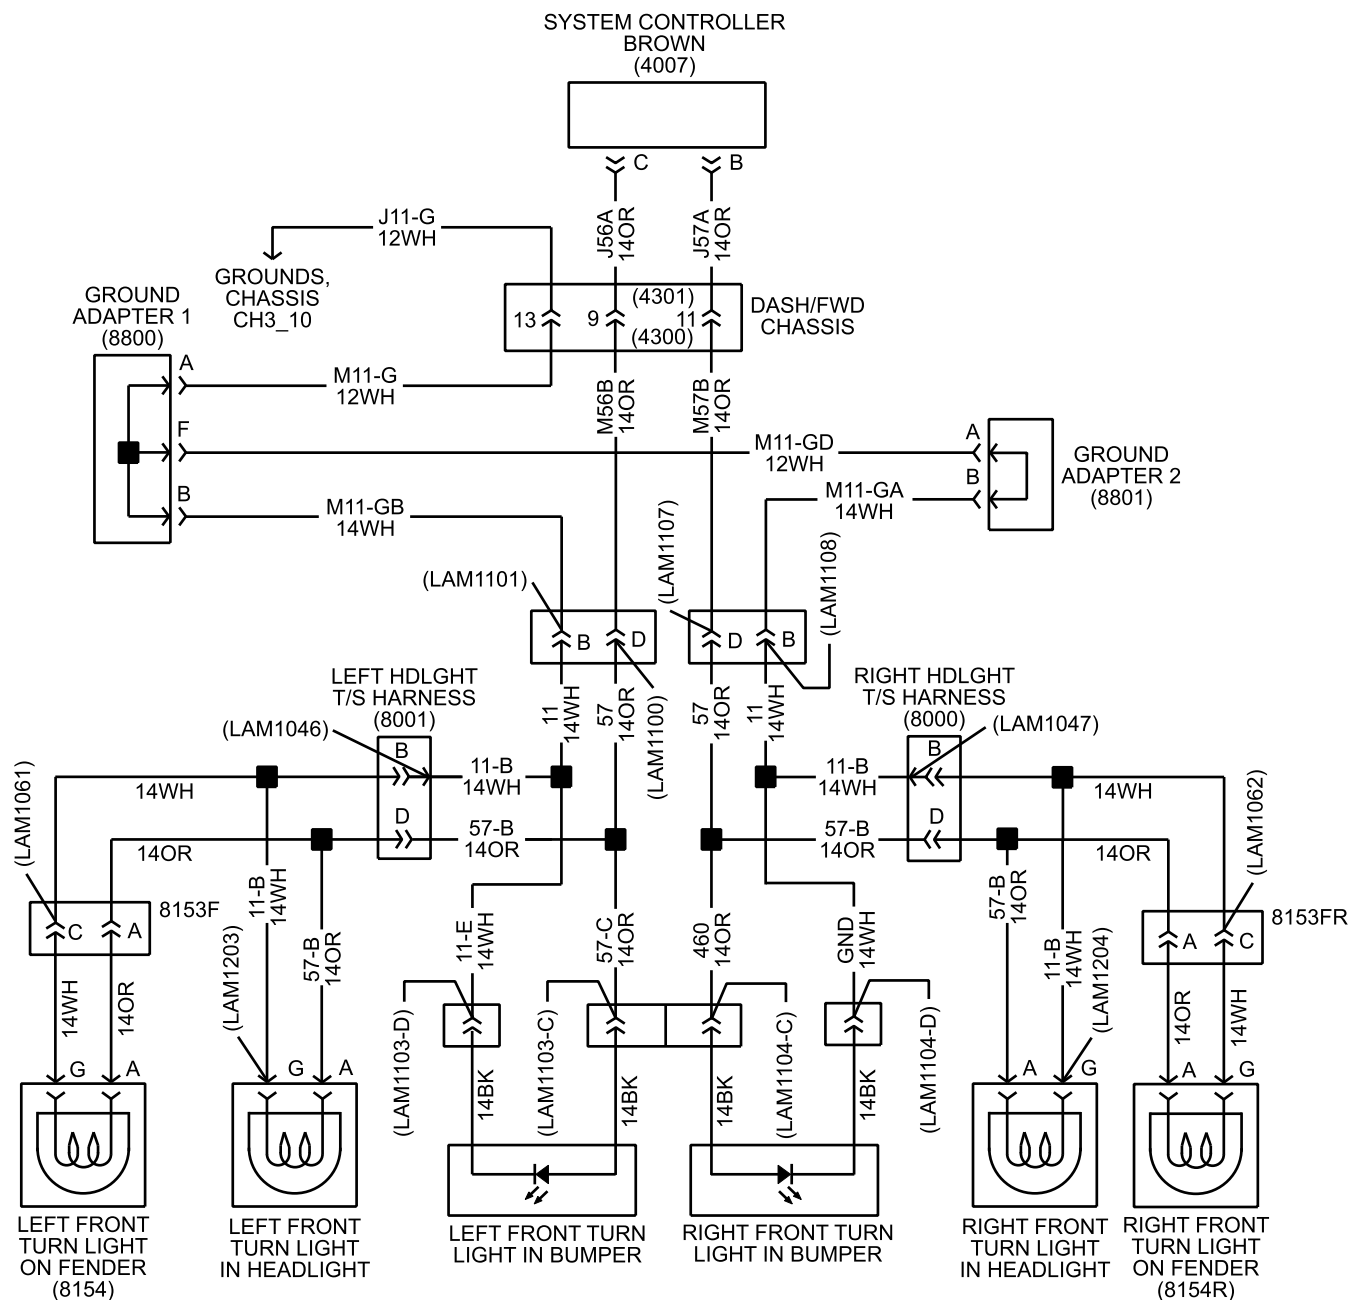 SYSTEM CONTROLLER
BROWN
(4007)
C
B
J56A
14OR
J57A
14OR
J11-G
12WH
GROUNDS,
CHASSIS
CH3_10
(4301)
13
9
11
(4300)
DASH/FWD
CHASSIS
GROUND
ADAPTER 1
(8800)
A
M11-G
12WH
M56B
14OR
M57B
14OR
F
M11-GD
12WH
A
B
GROUND
ADAPTER 2
(8801)
B
M11-GB
14WH
M11-GA
14WH
(LAM1101)
(LAM1107)
(LAM1108)
B
D
D
B
LEFT HDLGHT
T/S HARNESS
(8001)
RIGHT HDLGHT
T/S HARNESS
(8000)
11
14WH
57
14OR
(LAM1100)
57
14OR
11
14WH
(LAM1046)
(LAM1047)
B
11-B
14WH
11-B
14WH
B
14WH
14WH
(LAM1061)
(LAM1062)
D
57-B
14OR
57-B
14OR
D
14OR
14OR
11-B
14WH
57-B
14OR
57-B
14OR
11-B
14WH
8153F
C
A
8153FR
A
C
(LAM1203)
11-E
14WH
57-C
14OR
460
14OR
GND
14WH
(LAM1204)
14WH
14OR
14OR
14WH
(LAM1103-D)
(LAM1103-C)
(LAM1104-C)
(LAM1104-D)
G
A
G
A
14BK
14BK
14BK
14BK
A
G
A
G
LEFT FRONT
TURN LIGHT
ON FENDER
(8154)
LEFT FRONT
TURN LIGHT
IN HEADLIGHT
LEFT FRONT TURN
LIGHT IN BUMPER
RIGHT FRONT TURN
LIGHT IN BUMPER
RIGHT FRONT
TURN LIGHT
IN HEADLIGHT
RIGHT FRONT
TURN LIGHT
ON FENDER
(8154R)